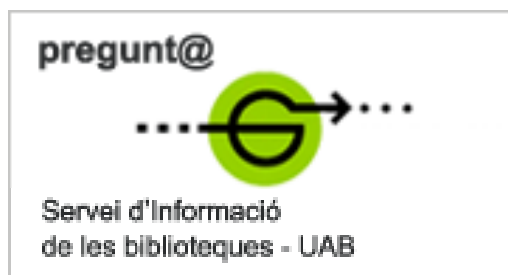 pregunt@
Servei d'Informació
de les biblioteques - UAB